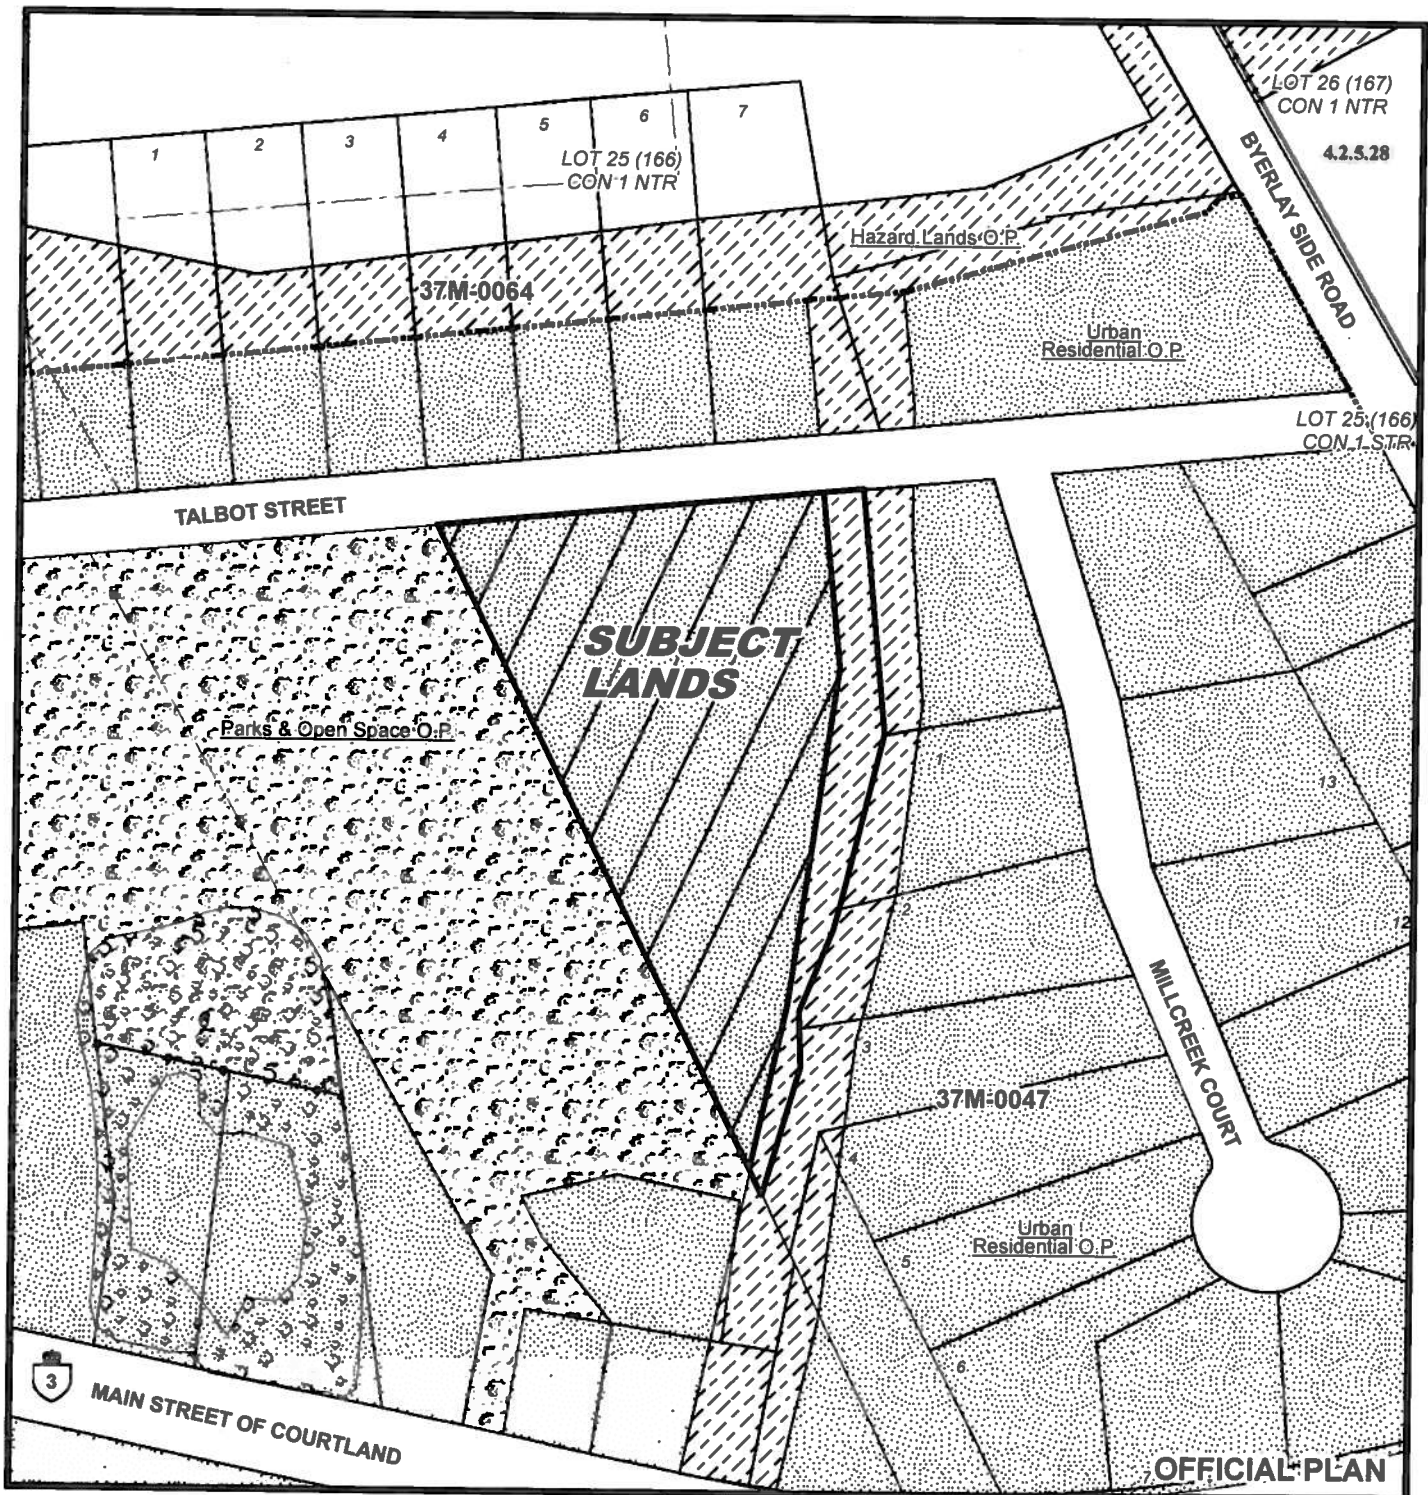 LOT 26 (167)
CON 1 NTR
4.2.5.28
BYERLAY SIDE ROAD
1
2
3
4
5
6
7
LOT 25 (166)
CON 1 NTR
Hazard Lands O.P.
37M-0064
Urban
Residential O.P.
LOT 25 (166)
CON 1 STR
TALBOT STREET
SUBJECT
LANDS
Parks & Open Space O.P.
1
13
12
MILLCREEK COURT
3
37M-0047
4
Urban
Residential O.P.
5
6
3
MAIN STREET OF COURTLAND
7
OFFICIAL PLAN